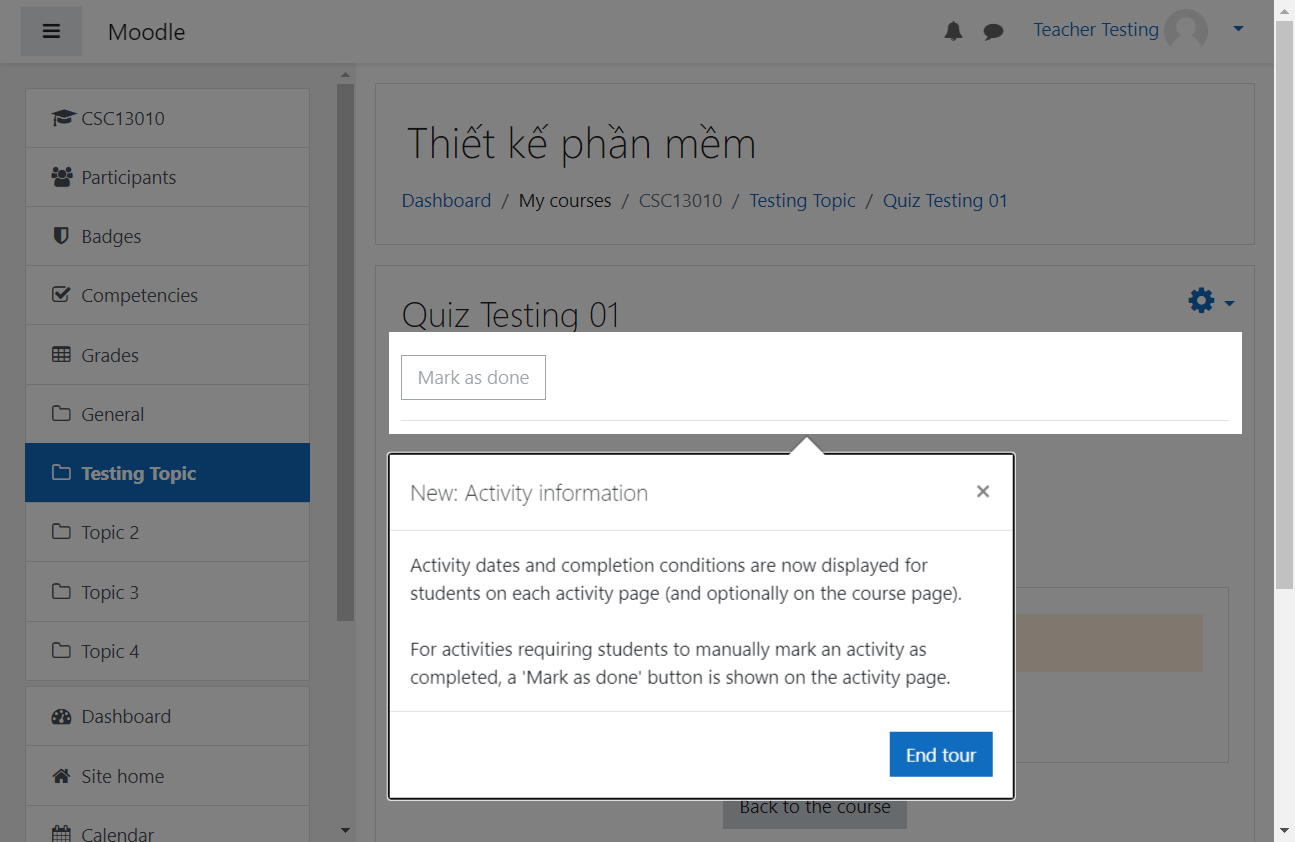 Moodle
Teacher Testing
CSC13010
Participants
Badges
Competencies
Grades
General
Testing Topic
Topic 2
Topic 3
Topic 4
Dashboard
Site home
Calendar
Thiết kế phần mềm
Dashboard / My courses / CSC13010 / Testing Topic / Quiz Testing 01
Quiz Testing 01
Mark as done
New: Activity information
Activity dates and completion conditions are now displayed for
students on each activity page (and optionally on the course page).
For activities requiring students to manually mark an activity as
completed, a 'Mark as done' button is shown on the activity page.
End tour
Back to the course